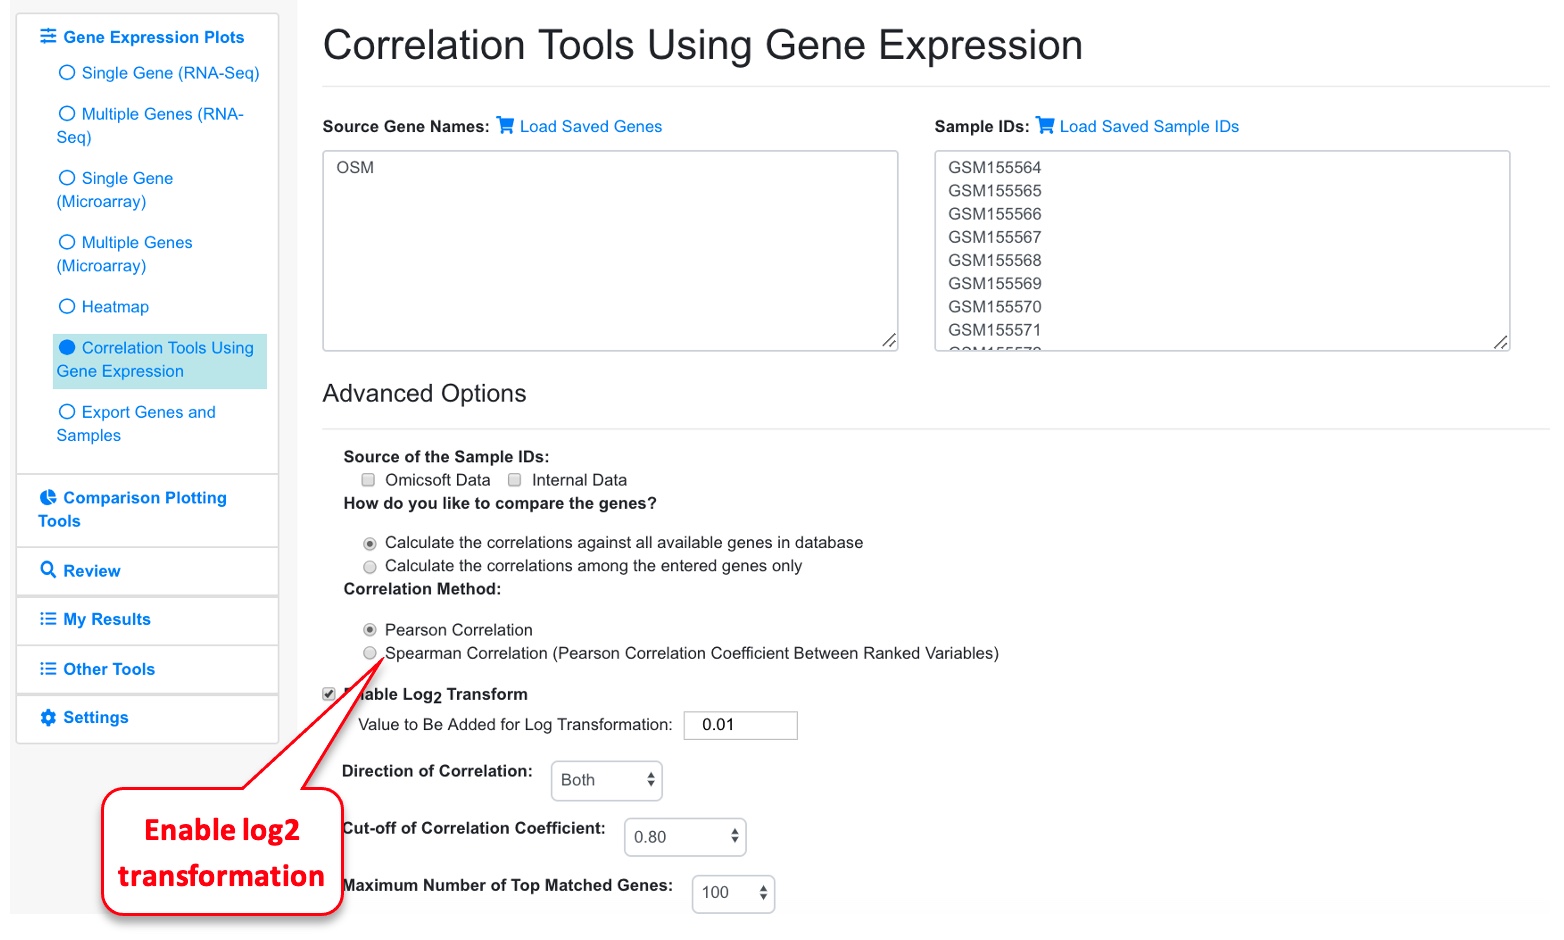 Gene Expression Plots
Single Gene (RNA-Seq)
Multiple Genes (RNA-
Seq)
Single Gene
(Microarray)
Multiple Genes
(Microarray)
Heatmap
Correlation Tools Using
Gene Expression
Export Genes and
Samples
Comparison Plotting
Tools
Review
My Results
Other Tools
Settings
Correlation Tools Using Gene Expression
Source Gene Names: Load Saved Genes
OSM
Sample IDs: Load Saved Sample IDs
GSM155564
GSM155565
GSM155566
GSM155567
GSM155568
GSM155569
GSM155570
GSM155571
Advanced Options
Source of the Sample IDs:
Omicsoft Data Internal Data
How do you like to compare the genes?
Calculate the correlations against all available genes in database
Calculate the correlations among the entered genes only
Correlation Method:
Pearson Correlation
Spearman Correlation (Pearson Correlation Coefficient Between Ranked Variables)
Enable Log2 Transform
Value to Be Added for Log Transformation: 0.01
Direction of Correlation: Both
Cut-off of Correlation Coefficient: 0.80
Maximum Number of Top Matched Genes: 100
Enable log2
transformation